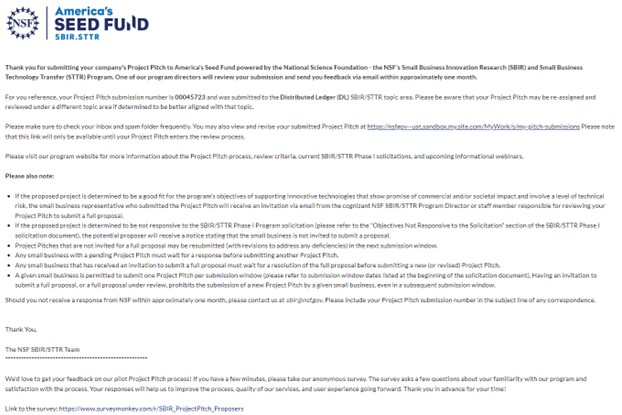 NSF
America's
SEED FUND
SBIR.STTR
Thank you for submitting your company's Project Pitch to America's Seed Fund powered by the National Science Foundation - the NSF's Small Business Innovation Research (SBIR) and Small Business
Technology Transfer (STTR) Program. One of our program directors will review your submission and send you feedback via email within approximately one month.
For you reference, your Project Pitch submission number is 00045723 and was submitted to the Distributed Ledger (DL) SBIR/STTR topic area. Please be aware that your Project Pitch may be re-assigned and
reviewed under a different topic area if determined to be better aligned with that topic.
Please make sure to check your inbox and spam folder frequently. You may also view and revise your submitted Project Pitch at https://nsfgov--uat.sandbox.my.site.com/MyWork/s/my-pitch-submissions Please note
that this link will only be available until your Project Pitch enters the review process.
Please visit our program website for more information about the Project Pitch process, review criteria, current SBIR/STTR Phase I solicitations, and upcoming informational webinars.
Please also note:
• If the proposed project is determined to be a good fit for the program's objectives of supporting innovative technologies that show promise of commercial and/or societal impact and involve a level of technical
risk, the small business representative who submitted the Project Pitch will receive an invitation via email from the cognizant NSF SBIR/STTR Program Director or staff member responsible for reviewing your
Project Pitch to submit a full proposal.
• If the proposed project is determined to be not responsive to the SBIR/STTR Phase I Program solicitation (please refer to the "Objectives Not Responsive to the Solicitation" section of the SBIR/STTR Phase I
solicitation document), the potential proposer will receive a notice stating that the small business is not invited to submit a proposal.
• Project Pitches that are not invited for a full proposal may be resubmitted (with revisions to address any deficiencies) in the next submission window.
• Any small business with a pending Project Pitch must wait for a response before submitting another Project Pitch.
• Any small business that has received an invitation to submit a full proposal must wait for a resolution of the full proposal before submitting a new (or revised) Project Pitch.
• A given small business is permitted to submit one Project Pitch per submission window (please refer to submission window dates listed at the beginning of the solicitation document). Having an invitation to
submit a full proposal, or a full proposal under review, prohibits the submission of a new Project Pitch by a given small business, even in a subsequent submission window.
Should you not receive a response from NSF within approximately one month, please contact us at sbir@nsf.gov. Please include your Project Pitch submission number in the subject line of any correspondence.
Thank You,
The NSF SBIR/STTR Team
------------------------------------------------
We'd love to get your feedback on our pilot Project Pitch process! If you have a few minutes, please take our anonymous survey. The survey asks a few questions about your familiarity with our program and
satisfaction with the process. Your responses will help us to improve the process, quality of our services, and user experience going forward. Thank you in advance for your time!
Link to the survey: https://www.surveymonkey.com/r/SBIR_ProjectPitch_Proposers